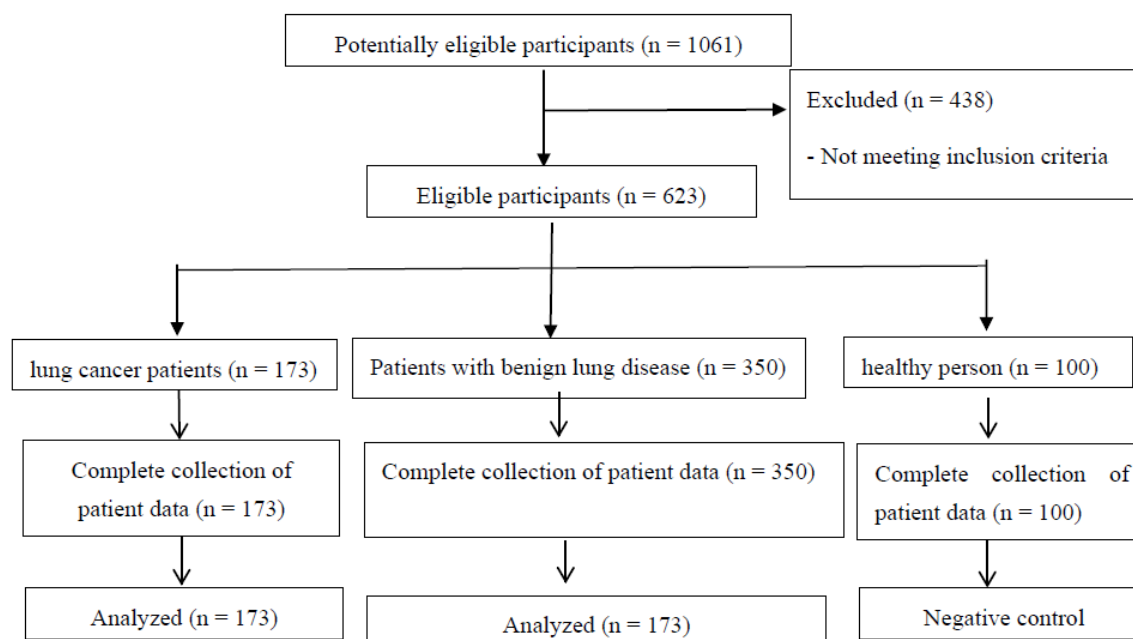 Potentially eligible participants (n = 1061)
Excluded (n = 438)
- Not meeting inclusion criteria
Eligible participants (n = 623)
lung cancer patients (n = 173)
Patients with benign lung disease (n = 350)
healthy person (n = 100)
Complete collection of
patient data (n = 173)
Complete collection of patient data (n = 350)
Complete collection of
patient data (n = 100)
Analyzed (n = 173)
Analyzed (n = 173)
Negative control